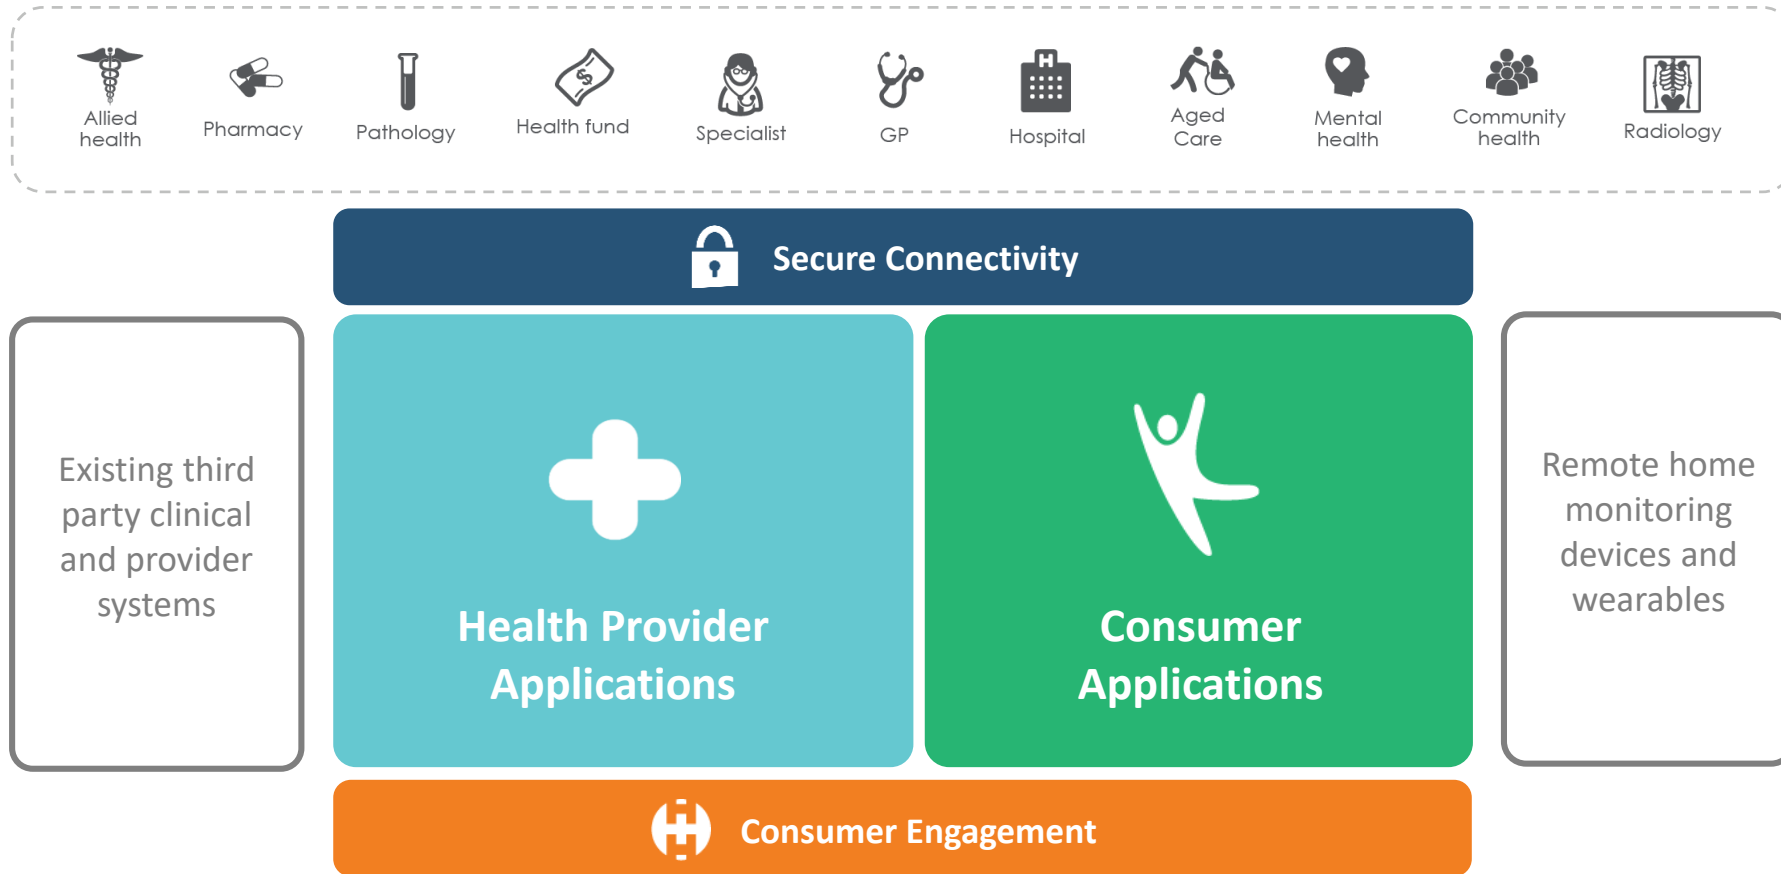 Allied
health
Pharmacy
Pathology
Health fund
$
Specialist
GP
H
Hospital
Aged
Care
Mental
health
Community
health
Radiology
Secure Connectivity
Existing third
party clinical
and provider
systems
Health Provider
Applications
Consumer
Applications
Remote home
monitoring
devices and
wearables
Consumer Engagement